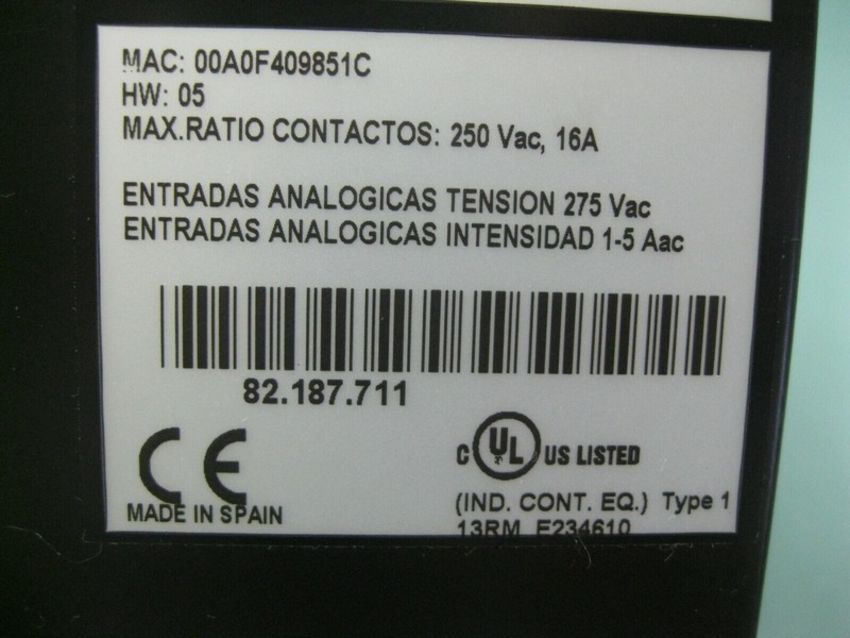 MAC: 00A0F409851C
HW: 05
MAX.RATIO CONTACTOS: 250 Vac, 16A
ENTRADAS ANALOGICAS TENSION 275 Vac
ENTRADAS ANALOGICAS INTENSIDAD 1-5 Aac
82.187.711
CE
C UL US LISTED
MADE IN SPAIN
(IND. CONT. EQ.) Type 1
13RM E234610